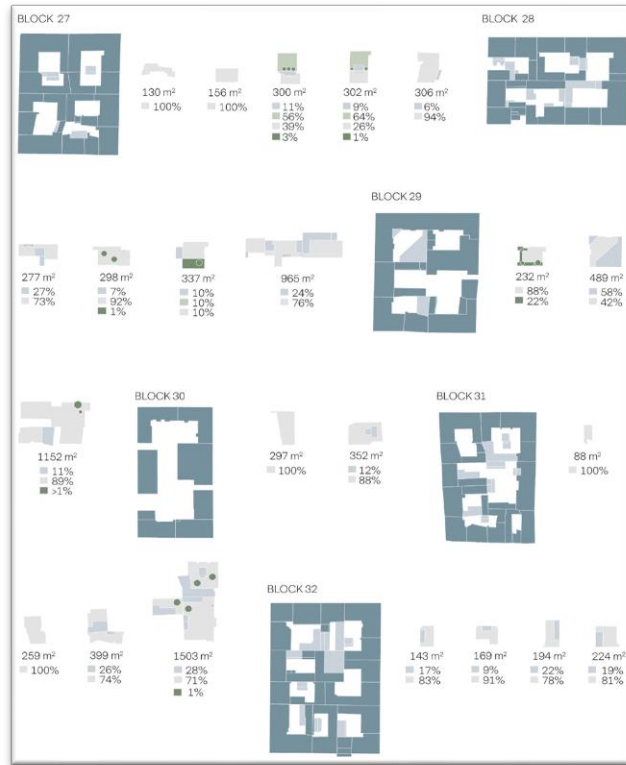 BLOCK 27
130 m²
100%
156 m²
100%
300 m²
11%
56%
39%
3%
302 m²
9%
64%
26%
1%
306 m²
6%
94%
BLOCK 28
277 m²
27%
73%
298 m²
7%
92%
1%
337 m²
10%
10%
10%
965 m²
24%
76%
BLOCK 29
232 m²
88%
22%
489 m²
58%
42%
1152 m²
11%
89%
>1%
BLOCK 30
297 m²
100%
352 m²
12%
88%
BLOCK 31
88 m²
100%
259 m²
100%
399 m²
26%
74%
1503 m²
28%
71%
1%
BLOCK 32
143 m²
17%
83%
169 m²
9%
91%
194 m²
22%
78%
224 m²
19%
81%